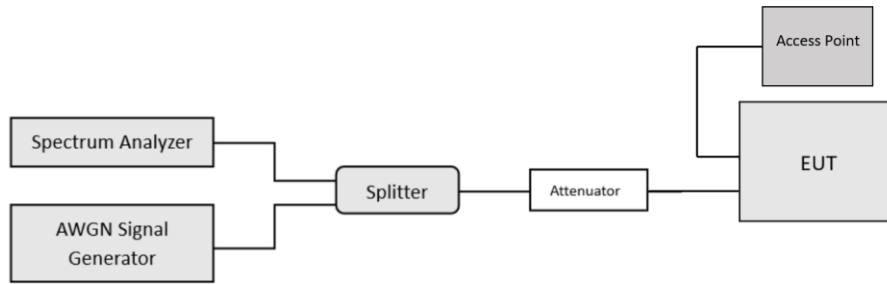 Access Point
Spectrum Analyzer
EUT
Splitter
Attenuator
AWGN Signal
Generator